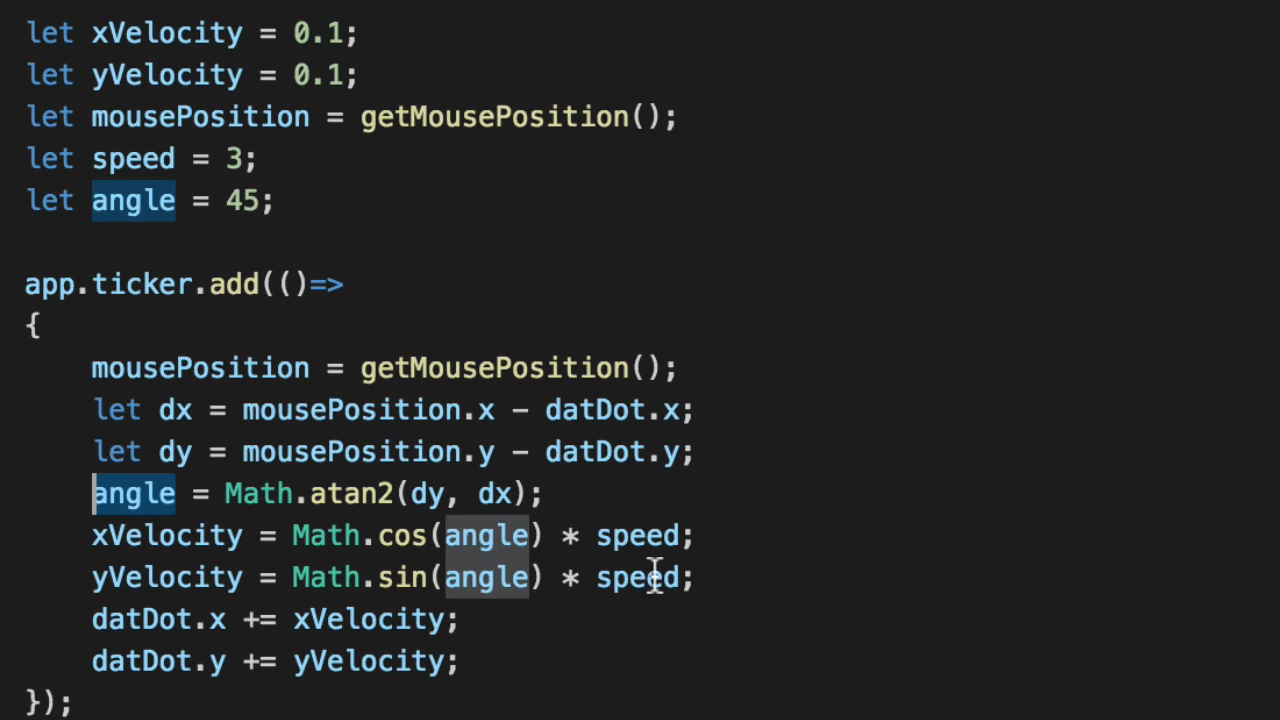 let xVelocity = 0.1;
let yVelocity = 0.1;
let mousePosition = getMousePosition();
let speed = 3;
let angle = 45;
app.ticker.add(()=>
{
mousePosition = getMousePosition();
let dx = mousePosition.x - datDot.x;
let dy = mousePosition.y - datDot.y;
angle = Math.atan2(dy, dx);
xVelocity = Math.cos(angle) * speed;
yVelocity = Math.sin(angle) * speed;
datDot.x += xVelocity;
datDot.y += yVelocity;
});